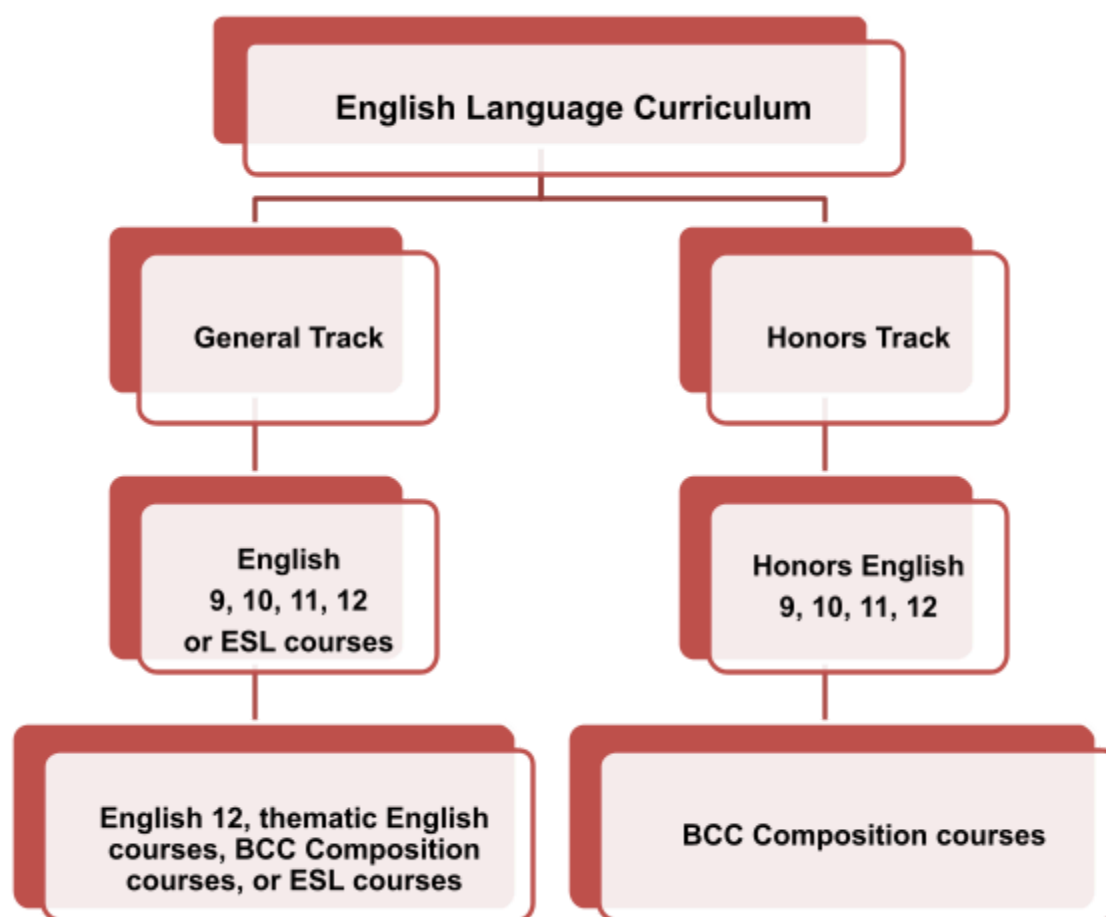 English Language Curriculum
General Track
Honors Track
English
9, 10, 11, 12
or ESL courses
Honors English
9, 10, 11, 12
English 12, thematic English
courses, BCC Composition
courses, or ESL courses
BCC Composition courses